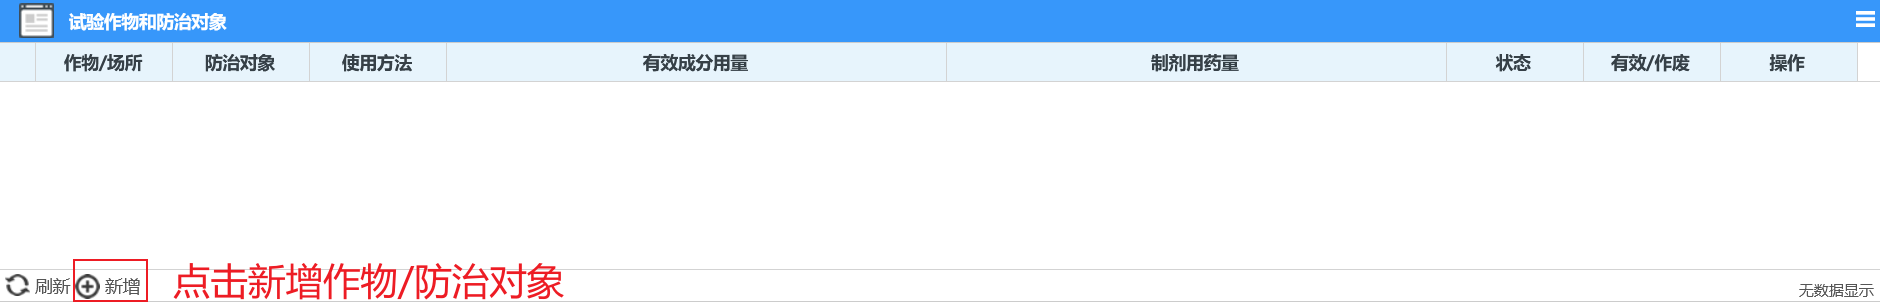 试验作物和防治对象
作物/场所 防治对象 使用方法 有效成分用量 制剂用药量 状态 有效/作废 操作
刷新 新增 点击新增作物/防治对象 无数据显示